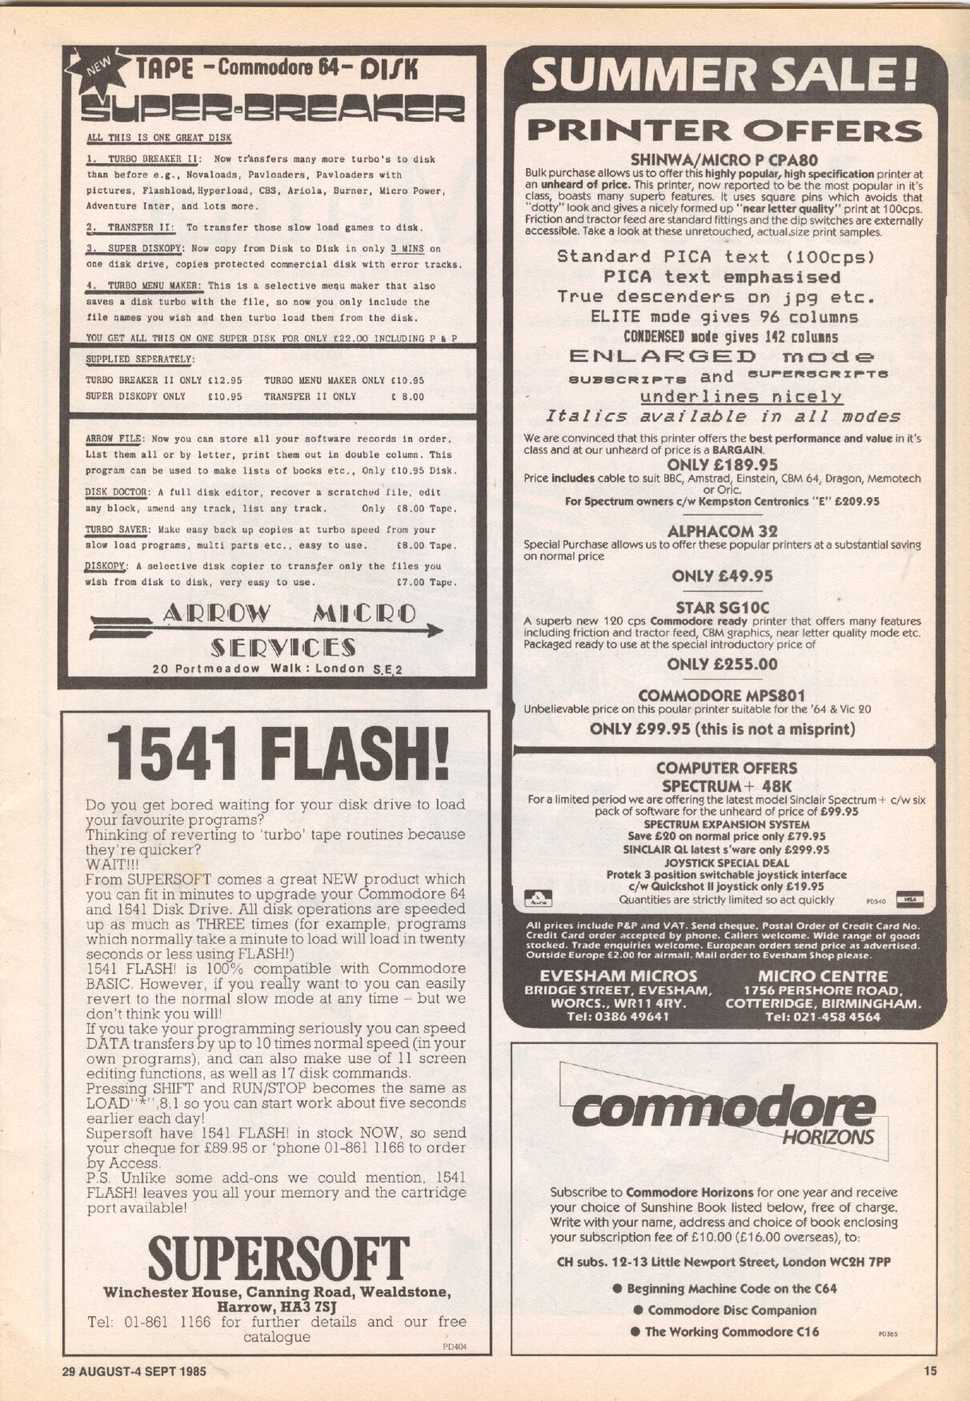 NEW
TAPE - Commodore 64 - DISK
SUPER-BREAKER
ALL THIS IS ONE GREAT DISK
1. TURBO BREAKER II: Now transfers many more turbo's to disk
than before e.g., Novaloads, Pavloaders, Pavloaders with
pictures, Flashload, Hyperload, CBS, Ariola, Burner, Micro Power,
Adventure Inter, and lots more.
2. TRANSFER II: To transfer those slow load games to disk.
3. SUPER DISKOPY: Now copy from Disk to Disk in only 3 MINS on
one disk drive, copies protected commercial disk with error tracks.
4. TURBO MENU MAKER: This is a selective menu maker that also
saves a disk turbo with the file, so now you only include the
file names you wish and then turbo load them from the disk.
YOU GET ALL THIS ON ONE SUPER DISK FOR ONLY £22.00 INCLUDING P & P
SUPPLIED SEPERATELY:
TURBO BREAKER II ONLY £12.95 TURBO MENU MAKER ONLY £10.95
SUPER DISKOPY ONLY £10.95 TRANSFER II ONLY £ 8.00
ARROW FILE: Now you can store all your software records in order.
List them all or by letter, print them out in double column. This
program can be used to make lists of books etc., Only £10.95 Disk.
DISK DOCTOR: A full disk editor, recover a scratched file, edit
any block, amend any track, list any track. Only £8.00 Tape.
TURBO SAVER: Make easy back up copies at turbo speed from your
slow load programs, multi parts etc., easy to use. £8.00 Tape.
DISKOPY: A selective disk copier to transfer only the files you
wish from disk to disk, very easy to use. £7.00 Tape.
ARROW MICRO
SERVICES
20 Portmeadow Walk: London S.E.2
1541 FLASH!
Do you get bored waiting for your disk drive to load
your favourite programs?
Thinking of reverting to 'turbo' tape routines because
they're quicker?
WAIT!!!
From SUPERSOFT comes a great NEW product which
you can fit in minutes to upgrade your Commodore 64
and 1541 Disk Drive. All disk operations are speeded
up as much as THREE times (for example, programs
which normally take a minute to load will load in twenty
seconds or less using FLASH!)
1541 FLASH! is 100% compatible with Commodore
BASIC. However, if you really want to you can easily
revert to the normal slow mode at any time – but we
don't think you will!
If you take your programming seriously you can speed
DATA transfers by up to 10 times normal speed (in your
own programs), and can also make use of 11 screen
editing functions, as well as 17 disk commands.
Pressing SHIFT and RUN/STOP becomes the same as
LOAD"*",8,1 so you can start work about five seconds
earlier each day!
Supersoft have 1541 FLASH! in stock NOW, so send
your cheque for £89.95 or 'phone 01-861 1166 to order
by Access.
P.S. Unlike some add-ons we could mention, 1541
FLASH! leaves you all your memory and the cartridge
port available!
SUPERSOFT
Winchester House, Canning Road, Wealdstone,
Harrow, HA3 7SJ
Tel: 01-861 1166 for further details and our free
catalogue
PD404
SUMMER SALE!
PRINTER OFFERS
SHINWA/MICRO P CPA80
Bulk purchase allows us to offer this highly popular, high specification printer at
an unheard of price. This printer, now reported to be the most popular in it's
class, boasts many superb features. It uses square pins which avoids that
"dotty" look and gives a nicely formed up "near letter quality" print at 100cps.
Friction and tractor feed are standard fittings and the dip switches are externally
accessible. Take a look at these unretouched, actual size print samples.
Standard PICA text (100cps)
PICA text emphasised
True descenders on jpg etc.
ELITE mode gives 96 columns
CONDENSED mode gives 142 columns
ENLARGED mode
SUBSCRIPTS and SUPERSCRIPTS
underlines nicely
Italics available in all modes
We are convinced that this printer offers the best performance and value in it's
class and at our unheard of price is a BARGAIN.
ONLY £189.95
Price includes cable to suit BBC, Amstrad, Einstein, CBM 64, Dragon, Memotech
or Oric.
For Spectrum owners c/w Kempston Centronics "E" £209.95
ALPHACOM 32
Special Purchase allows us to offer these popular printers at a substantial saving
on normal price
ONLY £49.95
STAR SG10C
A superb new 120 cps Commodore ready printer that offers many features
including friction and tractor feed, CBM graphics, near letter quality mode etc.
Packaged ready to use at the special introductory price of
ONLY £255.00
COMMODORE MPS801
Unbelievable price on this poular printer suitable for the '64 & Vic 20
ONLY £99.95 (this is not a misprint)
COMPUTER OFFERS
SPECTRUM+ 48K
For a limited period we are offering the latest model Sinclair Spectrum+ c/w six
pack of software for the unheard of price of £99.95
SPECTRUM EXPANSION SYSTEM
Save £20 on normal price only £79.95
SINCLAIR QL latest s'ware only £299.95
JOYSTICK SPECIAL DEAL
Protek 3 position switchable joystick interface
c/w Quickshot II joystick only £19.95
Quantities are strictly limited so act quickly
PD540
VISA
All prices include P&P and VAT. Send cheque, Postal Order of Credit Card No.
Credit Card order accepted by phone. Callers welcome. Wide range of goods
stocked. Trade enquiries welcome. European orders send price as advertised.
Outside Europe £2.00 for airmail. Mail order to Evesham Shop please.
EVESHAM MICROS
BRIDGE STREET, EVESHAM,
WORCS., WR11 4RY.
Tel: 0386 49641
MICRO CENTRE
1756 PERSHORE ROAD,
COTTERIDGE, BIRMINGHAM.
Tel: 021-458 4564
commodore
HORIZONS
Subscribe to Commodore Horizons for one year and receive
your choice of Sunshine Book listed below, free of charge.
Write with your name, address and choice of book enclosing
your subscription fee of £10.00 (£16.00 overseas), to:
CH subs. 12-13 Little Newport Street, London WC2H 7PP
● Beginning Machine Code on the C64
● Commodore Disc Companion
● The Working Commodore C16
PD365
29 AUGUST-4 SEPT 1985
15